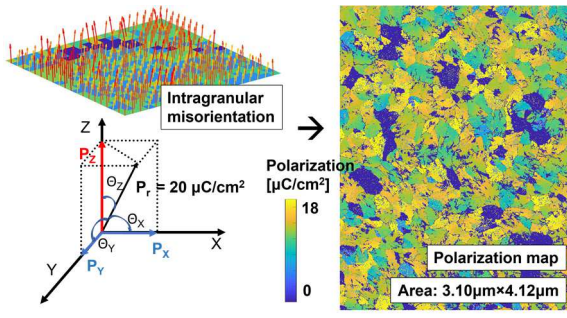 Intragranular
misorientation
→
Z
P_Z
Θ_Z
P_r = 20 μC/cm²
Θ_X
Θ_Y
X
P_X
P_Y
Y
Polarization
[μC/cm²]
18
0
Polarization map
Area: 3.10μm×4.12μm